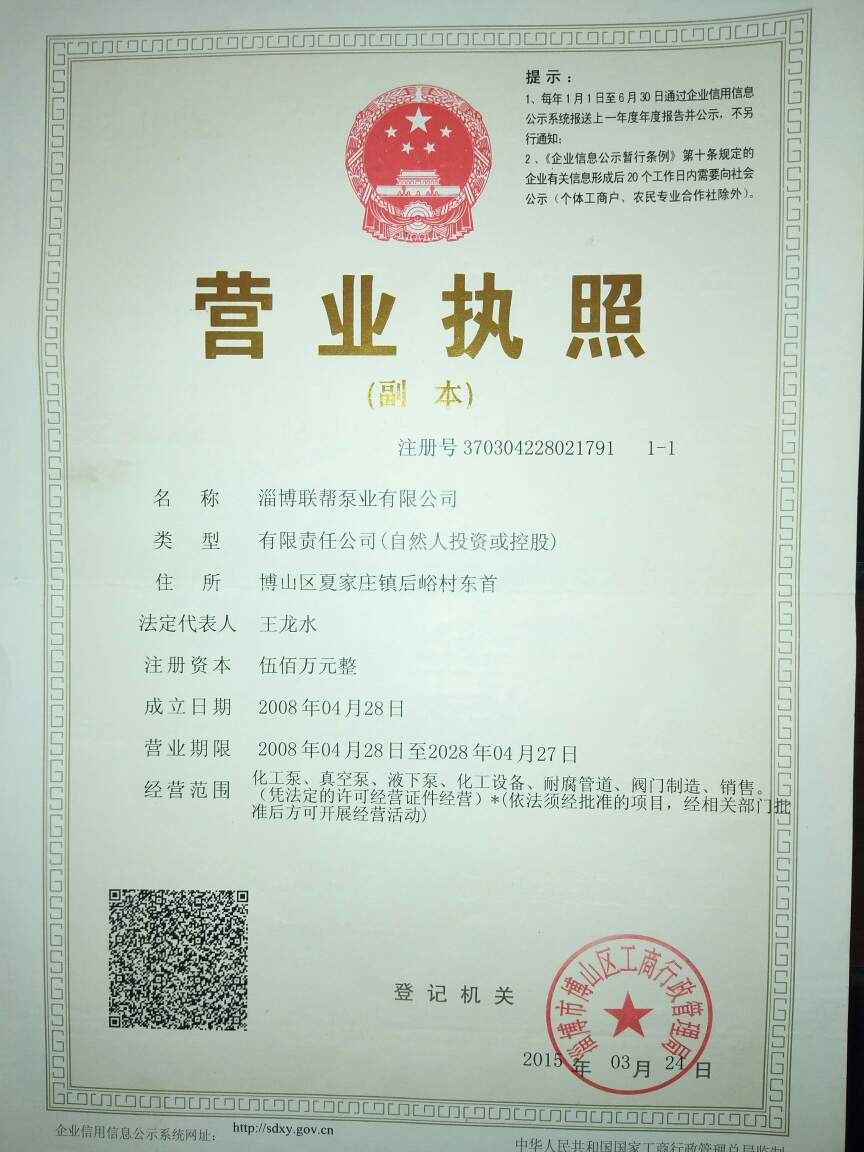 提示：
1、每年1月1日至6月30日通过企业信用信息
公示系统报送上一年度年度报告并公示，不另
行通知；
2、《企业信息公示暂行条例》第十条规定的
企业有关信息形成后20个工作日内需要向社会
公示（个体工商户、农民专业合作社除外）。
营业执照
(副 本)
注册号 370304228021791 1-1
名 称 淄博联帮泵业有限公司
类 型 有限责任公司(自然人投资或控股)
住 所 博山区夏家庄镇后峪村东首
法定代表人 王龙水
注册资本 伍佰万元整
成立日期 2008年04月28日
营业期限 2008年04月28日至2028年04月27日
经营范围 化工泵、真空泵、液下泵、化工设备、耐腐管道、阀门制造、销售。
（凭法定的许可经营证件经营）*(依法须经批准的项目，经相关部门批
准后方可开展经营活动)
登记机关
淄博市博山区工商行政管理局
2015年 03月 24日
企业信用信息公示系统网址： http://sdxy.gov.cn
中华人民共和国国家工商行政管理总局监制